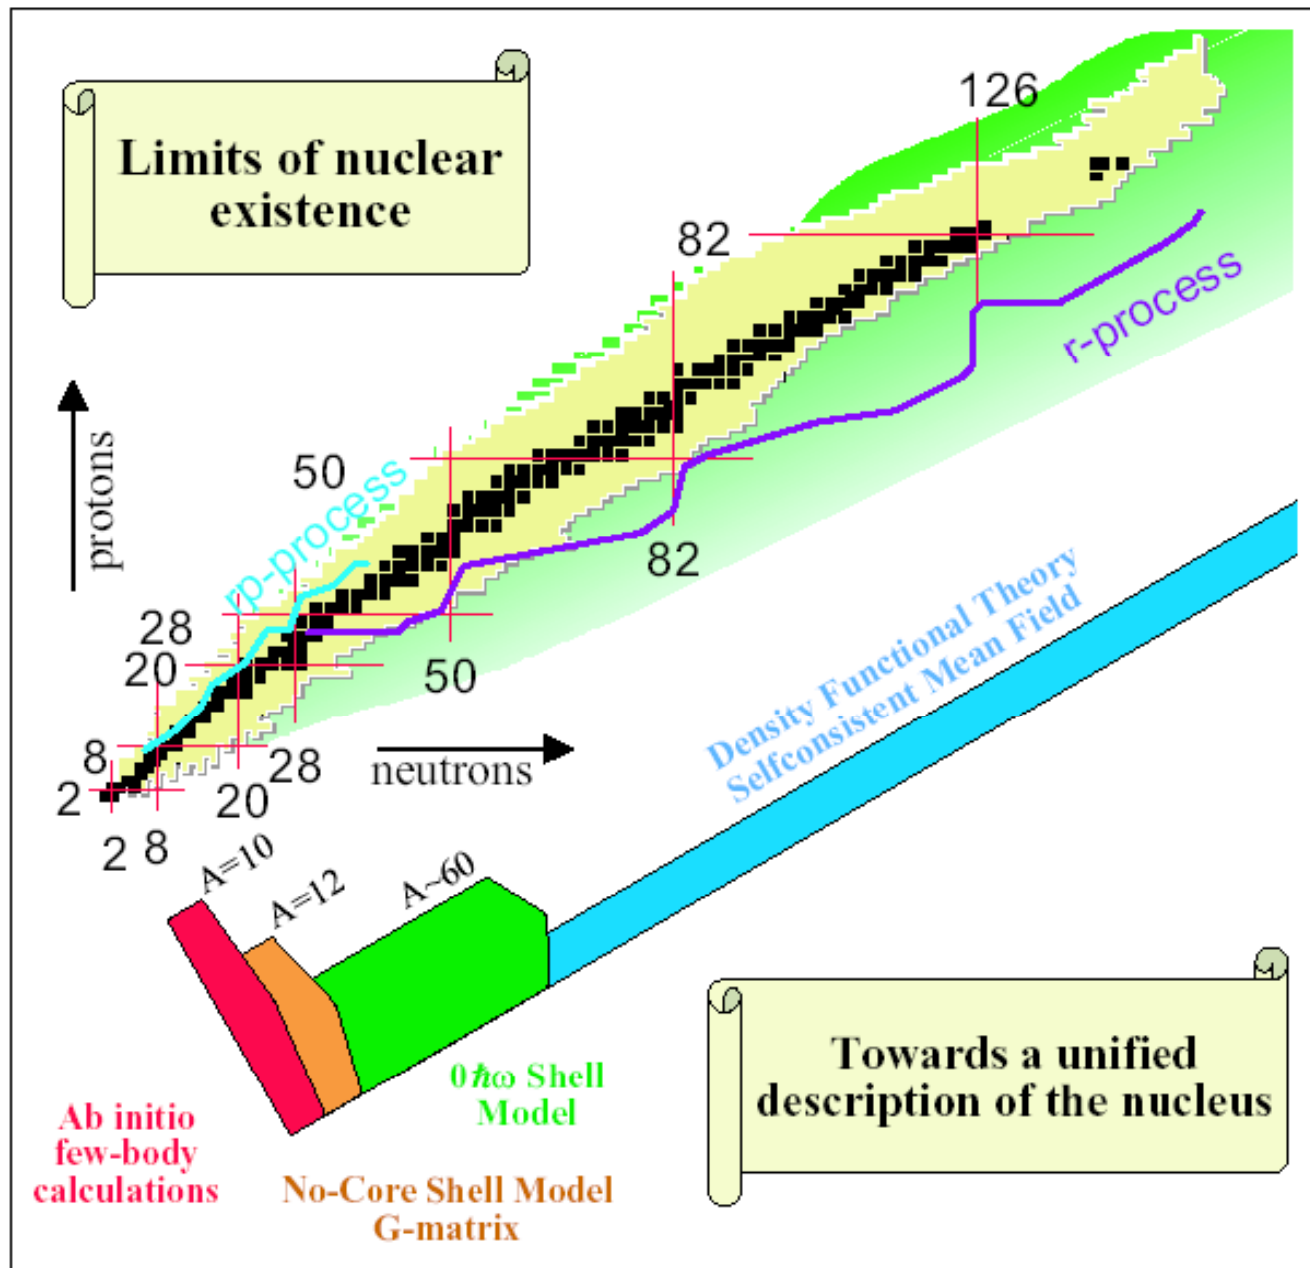 Limits of nuclear
existence
126
82
r-process
protons
50
rp-process
82
28
20
50
Density Functional Theory
Selfconsistent Mean Field
8
28
neutrons
2
20
2
8
A=10
A=12
A~60
0ħω Shell
Model
Ab initio
few-body
calculations
No-Core Shell Model
G-matrix
Towards a unified
description of the nucleus